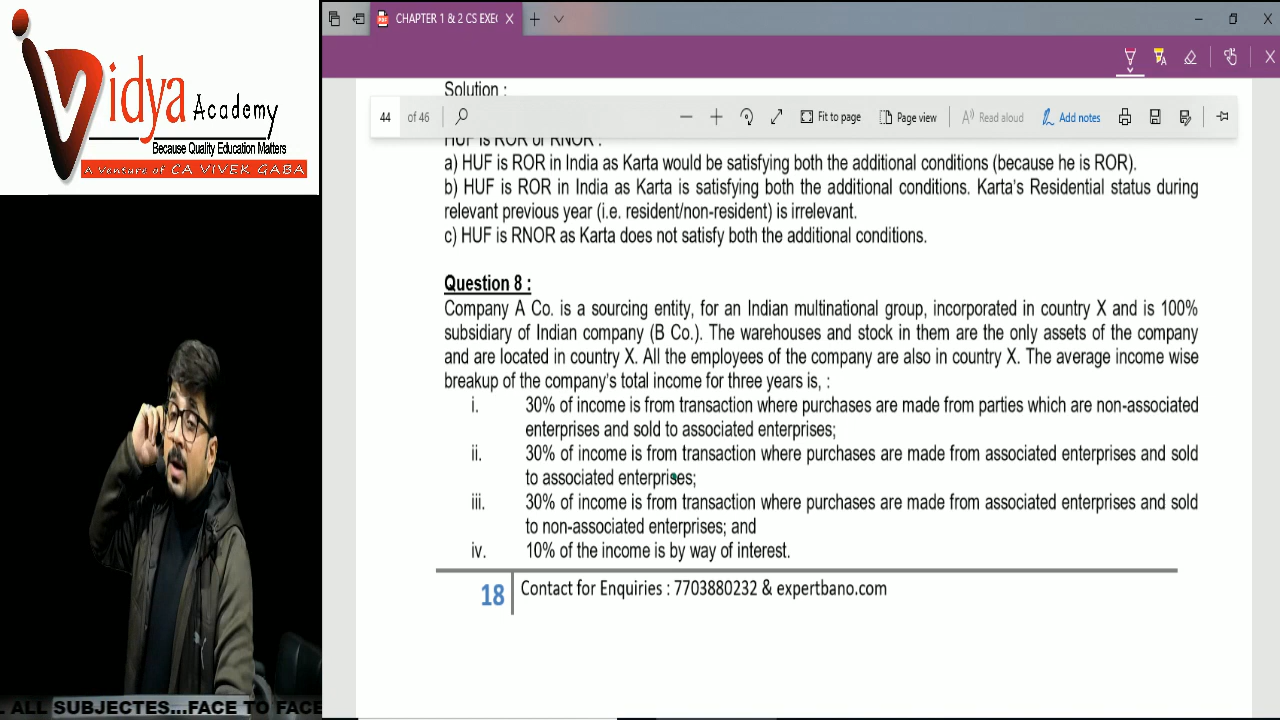 Vidya Academy
Because Quality Education Matters
A Venture of CA VIVEK GABA
CHAPTER 1 & 2 CS EXEC
Solution :
44 of 46
Fit to page
Page view
Read aloud
Add notes
HUF is ROR or RNOR :
a) HUF is ROR in India as Karta would be satisfying both the additional conditions (because he is ROR).
b) HUF is ROR in India as Karta is satisfying both the additional conditions. Karta's Residential status during
relevant previous year (i.e. resident/non-resident) is irrelevant.
c) HUF is RNOR as Karta does not satisfy both the additional conditions.
Question 8 :
Company A Co. is a sourcing entity, for an Indian multinational group, incorporated in country X and is 100%
subsidiary of Indian company (B Co.). The warehouses and stock in them are the only assets of the company
and are located in country X. All the employees of the company are also in country X. The average income wise
breakup of the company's total income for three years is, :
i. 30% of income is from transaction where purchases are made from parties which are non-associated
enterprises and sold to associated enterprises;
ii. 30% of income is from transaction where purchases are made from associated enterprises and sold
to associated enterprises;
iii. 30% of income is from transaction where purchases are made from associated enterprises and sold
to non-associated enterprises; and
iv. 10% of the income is by way of interest.
18 Contact for Enquiries : 7703880232 & expertbano.com
ALL SUBJECTES...FACE TO FACE